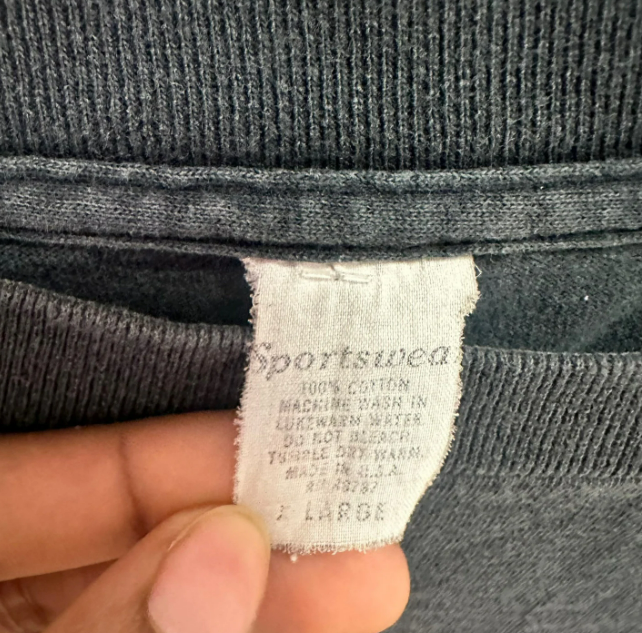 Sportswea
100% COTTON
MACHINE WASH IN
LUKEWARM WATER
DO NOT BLEACH.
TUMBLE DRY WARM.
MADE IN U.S.A.
X LARGE